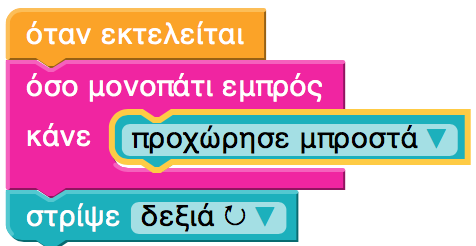 όταν εκτελείται
όσο μονοπάτι εμπρός
κάνε προχώρησε μπροστά ▼
στρίψε δεξιά ↻ ▼